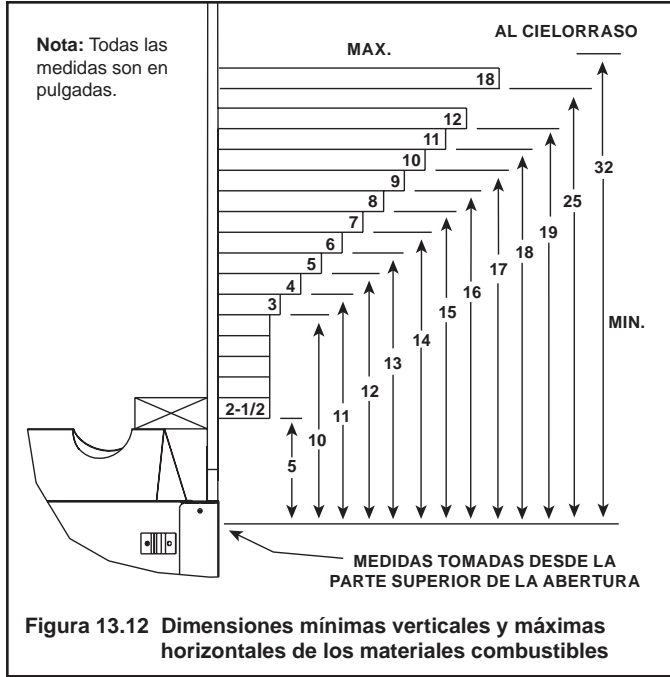 Nota: Todas las
medidas son en
pulgadas.
MAX.
AL CIELORRASO
18
12
11
10
9
8
7
6
5
4
3
2-1/2
5
10
11
12
13
14
15
16
17
18
19
25
32
MIN.
MEDIDAS TOMADAS DESDE LA
PARTE SUPERIOR DE LA ABERTURA
Figura 13.12 Dimensiones mínimas verticales y máximas
horizontales de los materiales combustibles